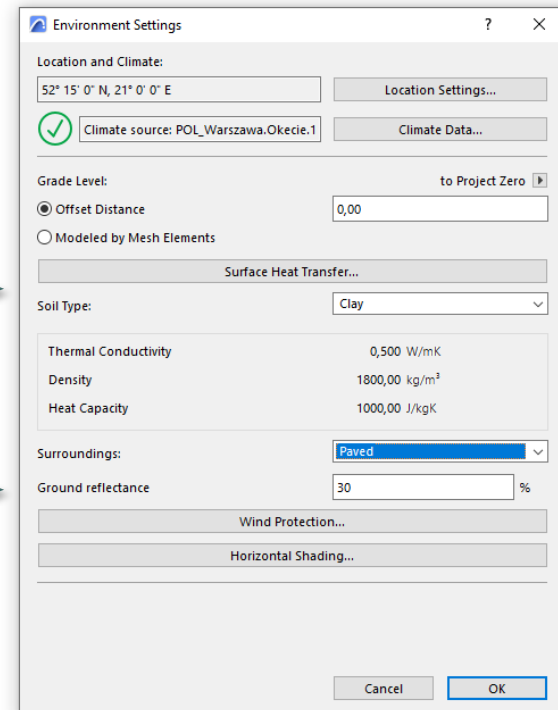 Environment Settings ? ×
Location and Climate:
52° 15' 0" N, 21° 0' 0" E Location Settings...
Climate source: POL_Warszawa.Okecie.1 Climate Data...
Grade Level: to Project Zero
Offset Distance 0,00
Modeled by Mesh Elements
Surface Heat Transfer...
Soil Type: Clay
Thermal Conductivity 0,500 W/mK
Density 1800,00 kg/m³
Heat Capacity 1000,00 J/kgK
Surroundings: Paved
Ground reflectance 30 %
Wind Protection...
Horizontal Shading...
Cancel OK